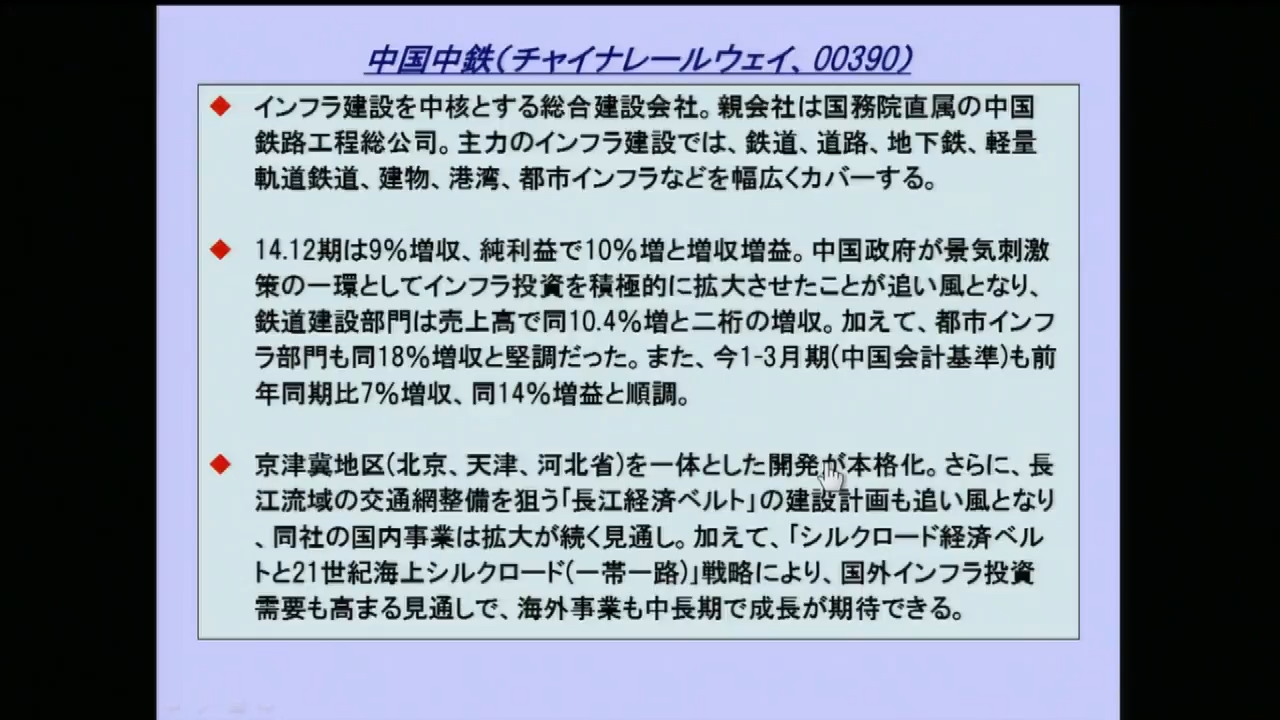 中国中鉄(チャイナレールウェイ、00390)
インフラ建設を中核とする総合建設会社。親会社は国務院直属の中国
鉄路工程総公司。主力のインフラ建設では、鉄道、道路、地下鉄、軽量
軌道鉄道、建物、港湾、都市インフラなどを幅広くカバーする。
14.12期は9%増収、純利益で10%増と増収増益。中国政府が景気刺激
策の一環としてインフラ投資を積極的に拡大させたことが追い風となり、
鉄道建設部門は売上高で同10.4%増と二桁の増収。加えて、都市インフ
ラ部門も同18%増収と堅調だった。また、今1-3月期(中国会計基準)も前
年同期比7%増収、同14%増益と順調。
京津冀地区(北京、天津、河北省)を一体とした開発が本格化。さらに、長
江流域の交通網整備を狙う「長江経済ベルト」の建設計画も追い風となり
、同社の国内事業は拡大が続く見通し。加えて、「シルクロード経済ベル
トと21世紀海上シルクロード(一帯一路)」戦略により、国外インフラ投資
需要も高まる見通しで、海外事業も中長期で成長が期待できる。